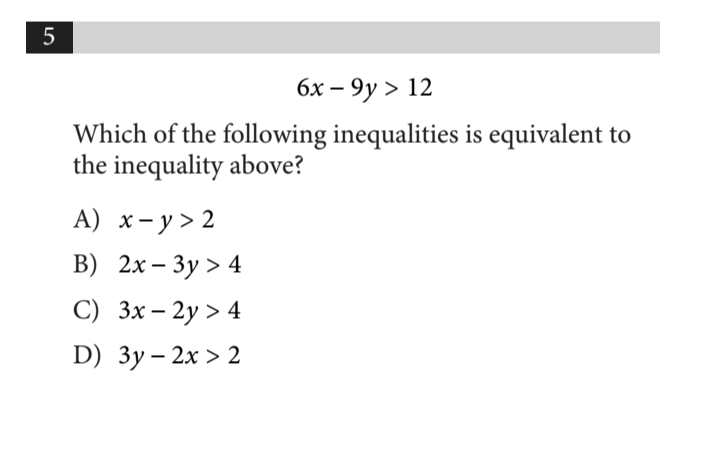 5
6x – 9y > 12
Which of the following inequalities is equivalent to
the inequality above?
A) x – y > 2
B) 2x – 3y > 4
C) 3x – 2y > 4
D) 3y – 2x > 2